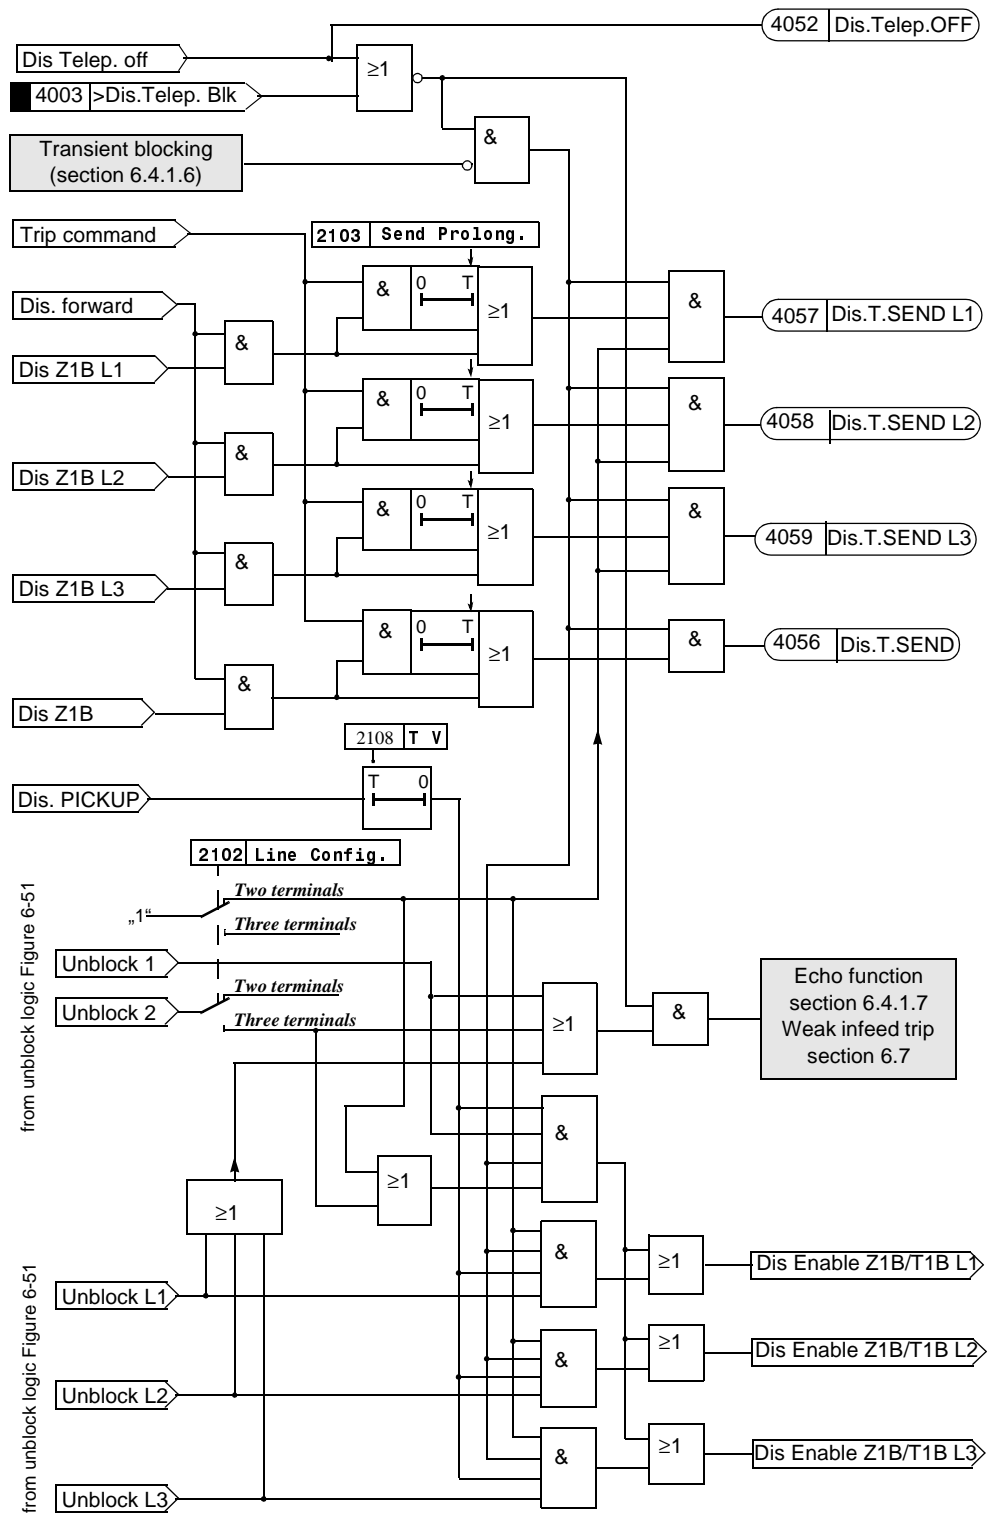 4052 Dis.Telep.OFF
Dis Telep. off
≥1
4003 >Dis.Telep. Blk
&
Transient blocking
(section 6.4.1.6)
Trip command
2103 Send Prolong.
& 0 T
≥1
&
Dis. forward
4057 Dis.T.SEND L1
&
Dis Z1B L1
& 0 T
≥1
&
4058 Dis.T.SEND L2
&
Dis Z1B L2
& 0 T
≥1
&
4059 Dis.T.SEND L3
&
Dis Z1B L3
& 0 T
≥1
&
4056 Dis.T.SEND
&
Dis Z1B
2108 T V
T 0
Dis. PICKUP
2102 Line Config.
from unblock logic Figure 6-51
Two terminals
„1“
Three terminals
Unblock 1
Two terminals
Unblock 2
Three terminals
≥1
&
Echo function
section 6.4.1.7
Weak infeed trip
section 6.7
&
≥1
≥1
from unblock logic Figure 6-51
&
≥1
Dis Enable Z1B/T1B L1
Unblock L1
&
≥1
Dis Enable Z1B/T1B L2
Unblock L2
&
≥1
Dis Enable Z1B/T1B L3
Unblock L3